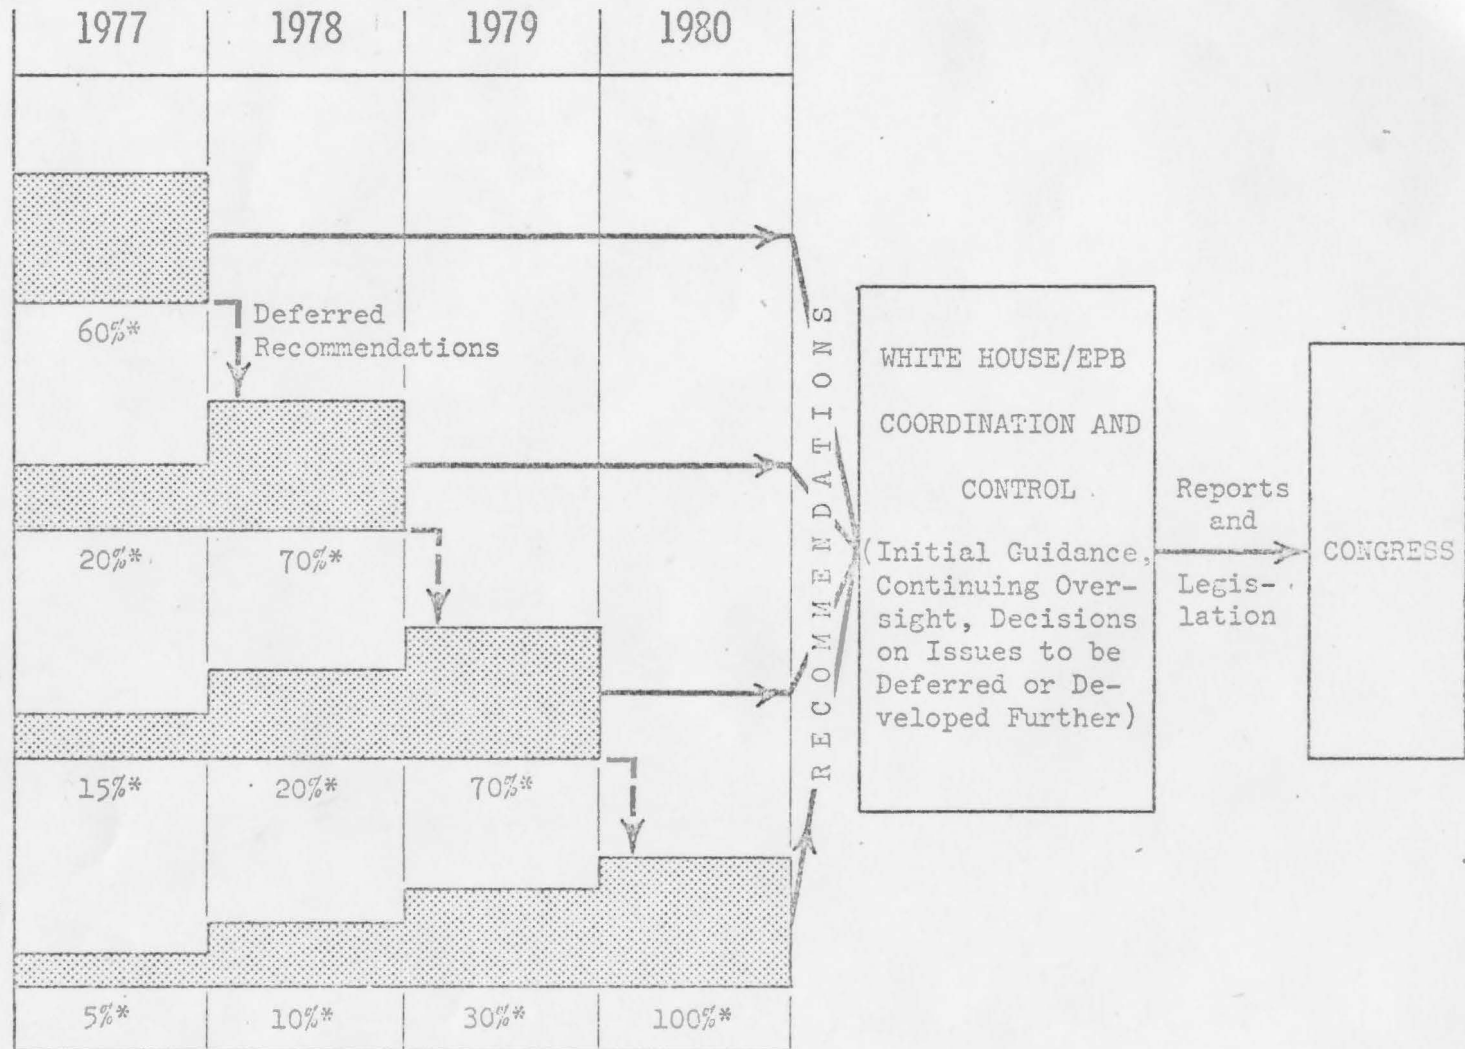 1977 1978 1979 1980
60%*
Deferred
Recommendations
20%* 70%*
15%* 20%* 70%*
5%* 10%* 30%* 100%*
RECOMMENDATIONS
WHITE HOUSE/EPB
COORDINATION AND
CONTROL
(Initial Guidance,
Continuing Over-
sight, Decisions
on Issues to be
Deferred or De-
veloped Further)
Reports
and
Legis-
lation
CONGRESS